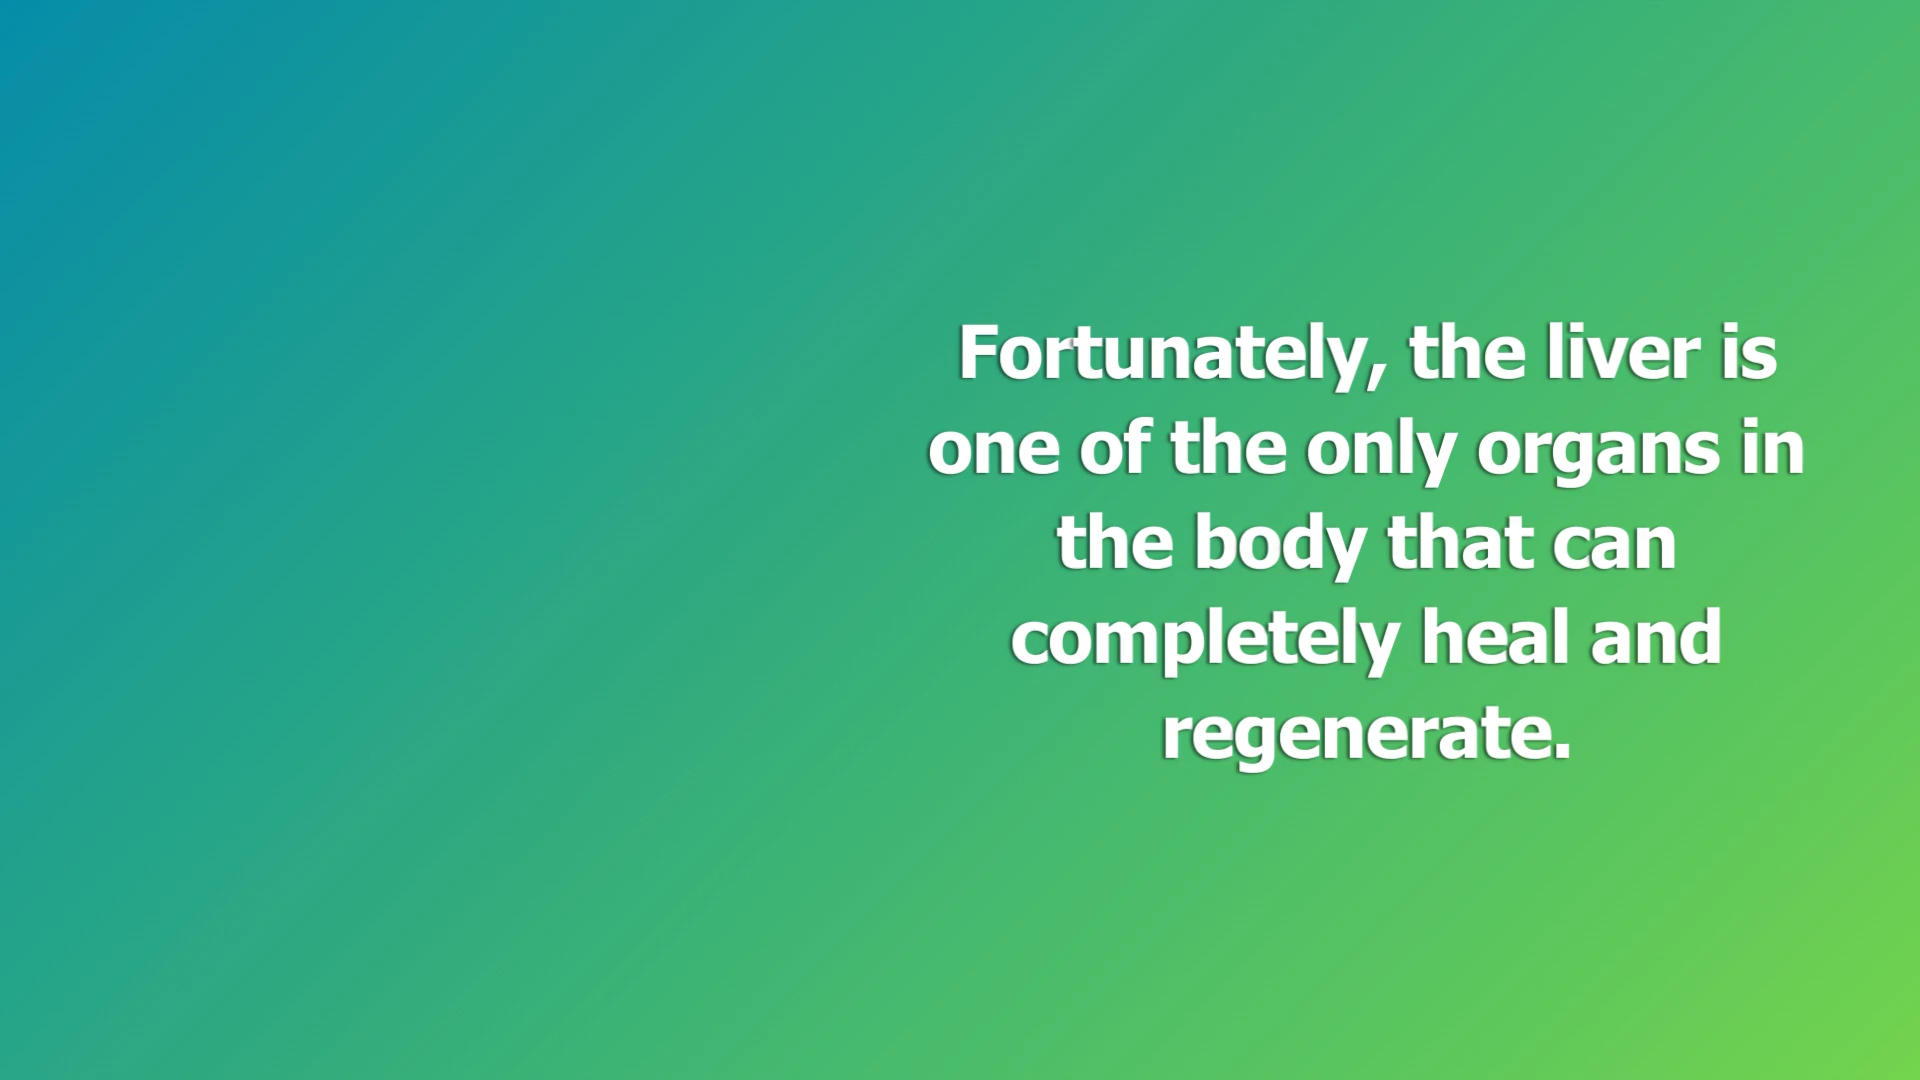 Fortunately, the liver is
one of the only organs in
the body that can
completely heal and
regenerate.